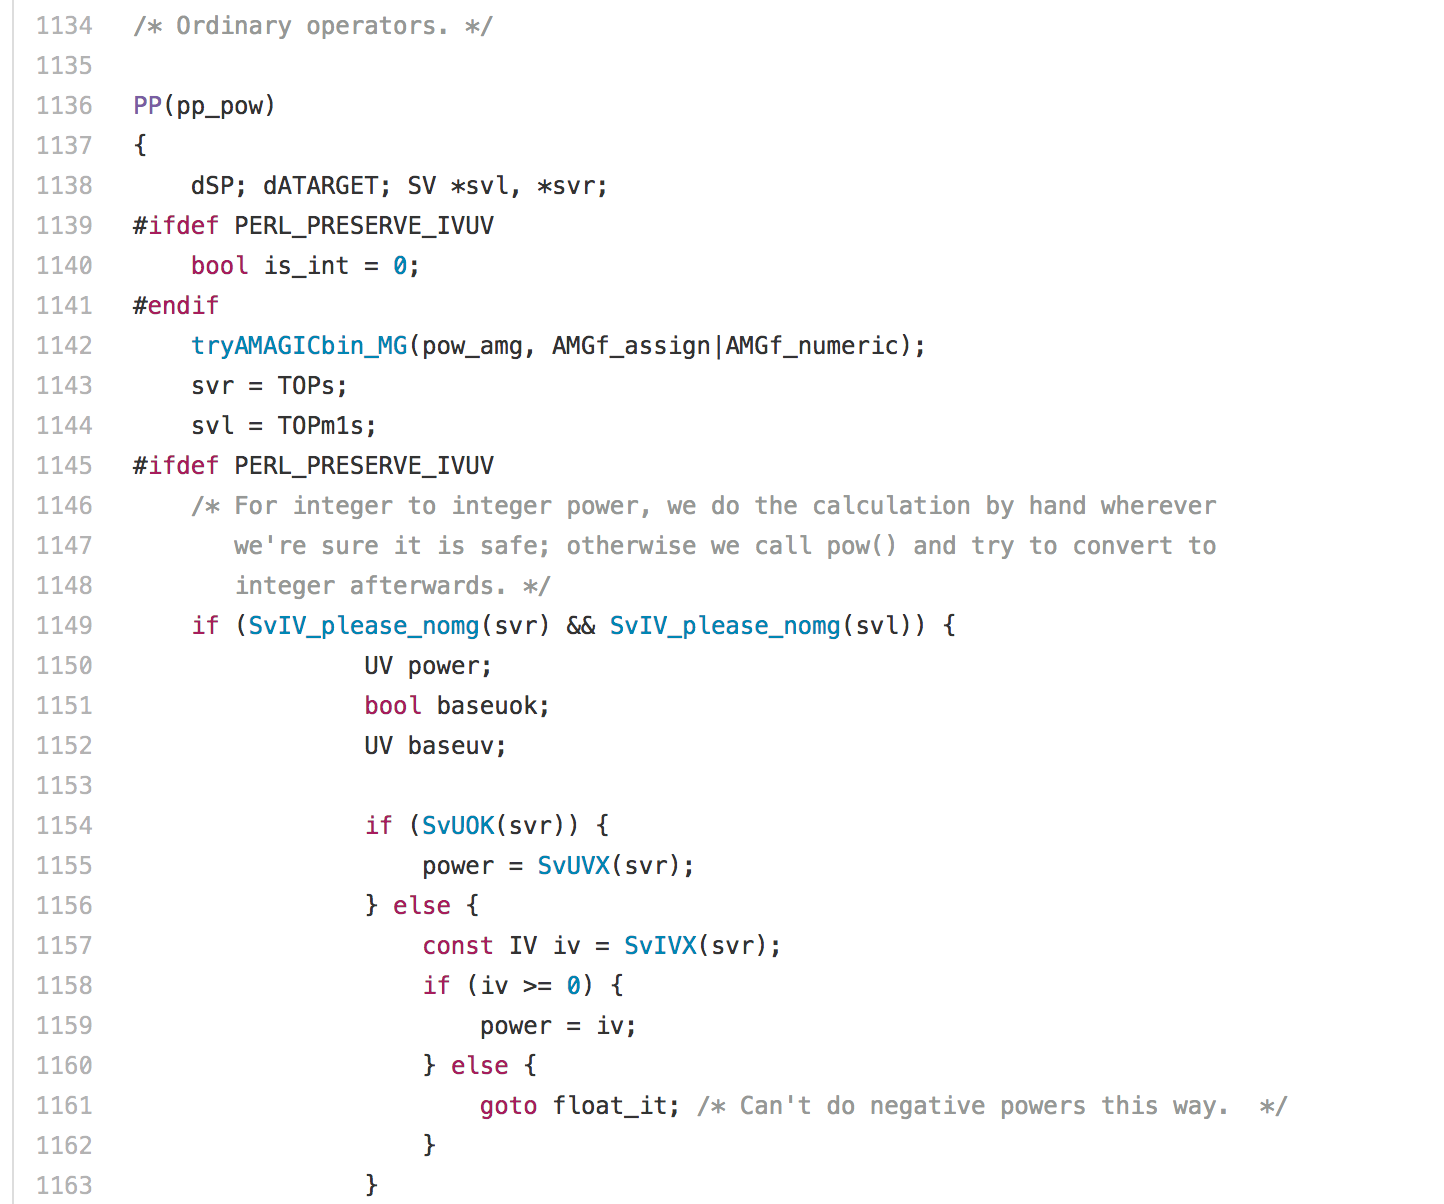 1134 /* Ordinary operators. */
1135
1136 PP(pp_pow)
1137 {
1138     dSP; dATARGET; SV *svl, *svr;
1139 #ifdef PERL_PRESERVE_IVUV
1140     bool is_int = 0;
1141 #endif
1142     tryAMAGICbin_MG(pow_amg, AMGf_assign|AMGf_numeric);
1143     svr = TOPs;
1144     svl = TOPm1s;
1145 #ifdef PERL_PRESERVE_IVUV
1146     /* For integer to integer power, we do the calculation by hand wherever
1147        we're sure it is safe; otherwise we call pow() and try to convert to
1148        integer afterwards. */
1149     if (SvIV_please_nomg(svr) && SvIV_please_nomg(svl)) {
1150                 UV power;
1151                 bool baseuok;
1152                 UV baseuv;
1153
1154                 if (SvUOK(svr)) {
1155                     power = SvUVX(svr);
1156                 } else {
1157                     const IV iv = SvIVX(svr);
1158                     if (iv >= 0) {
1159                         power = iv;
1160                     } else {
1161                         goto float_it; /* Can't do negative powers this way.  */
1162                     }
1163                 }